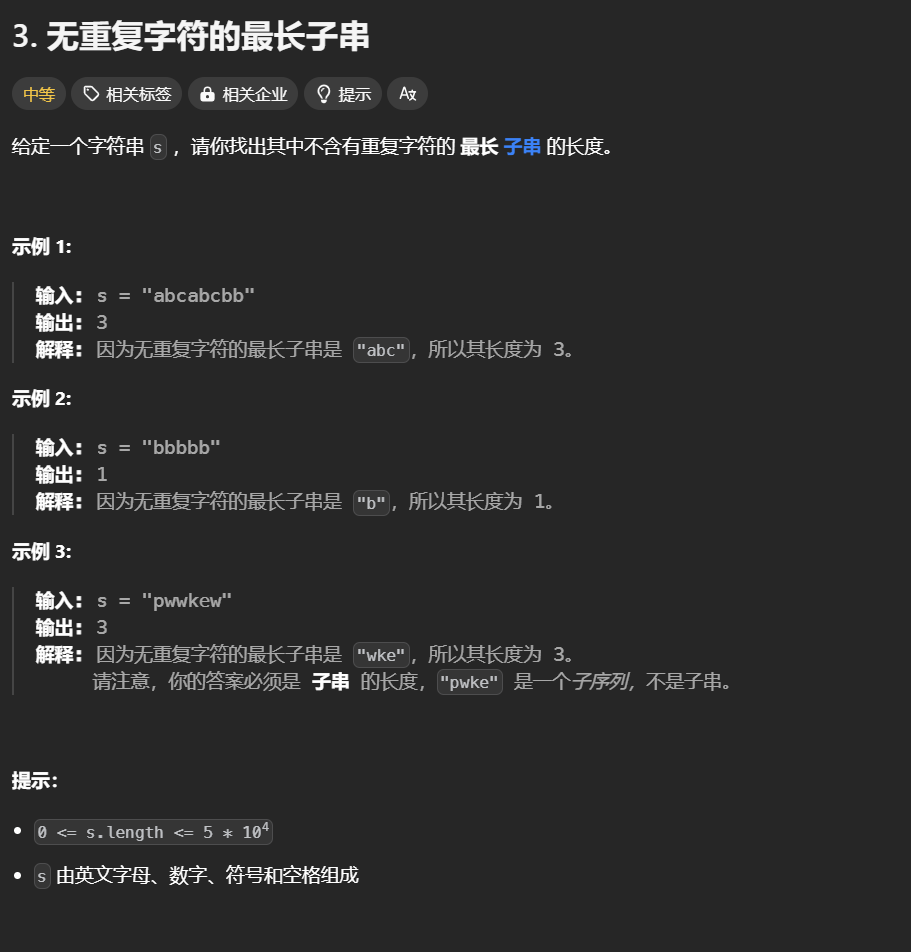 3. 无重复字符的最长子串
中等 相关标签 相关企业 提示 A文
给定一个字符串 s ，请你找出其中不含有重复字符的 最长 子串 的长度。
示例 1:
输入: s = "abcabcbb"
输出: 3
解释: 因为无重复字符的最长子串是 "abc"，所以其长度为 3。
示例 2:
输入: s = "bbbbb"
输出: 1
解释: 因为无重复字符的最长子串是 "b"，所以其长度为 1。
示例 3:
输入: s = "pwwkew"
输出: 3
解释: 因为无重复字符的最长子串是 "wke"，所以其长度为 3。
请注意，你的答案必须是 子串 的长度，"pwke" 是一个子序列，不是子串。
提示：
• 0 <= s.length <= 5 * 10⁴
• s 由英文字母、数字、符号和空格组成